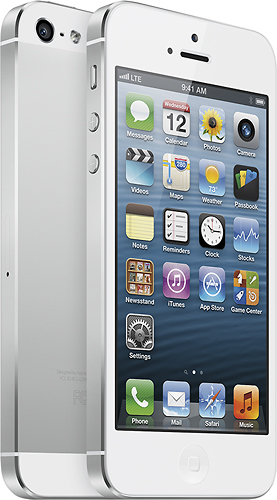 LTE 9:41 AM
Wednesday
12
280
73°
Messages Calendar Photos Camera
Videos Maps Weather Passbook
Notes Reminders Clock Stocks
Newsstand iTunes App Store Game Center
Settings
Phone Mail Safari Music